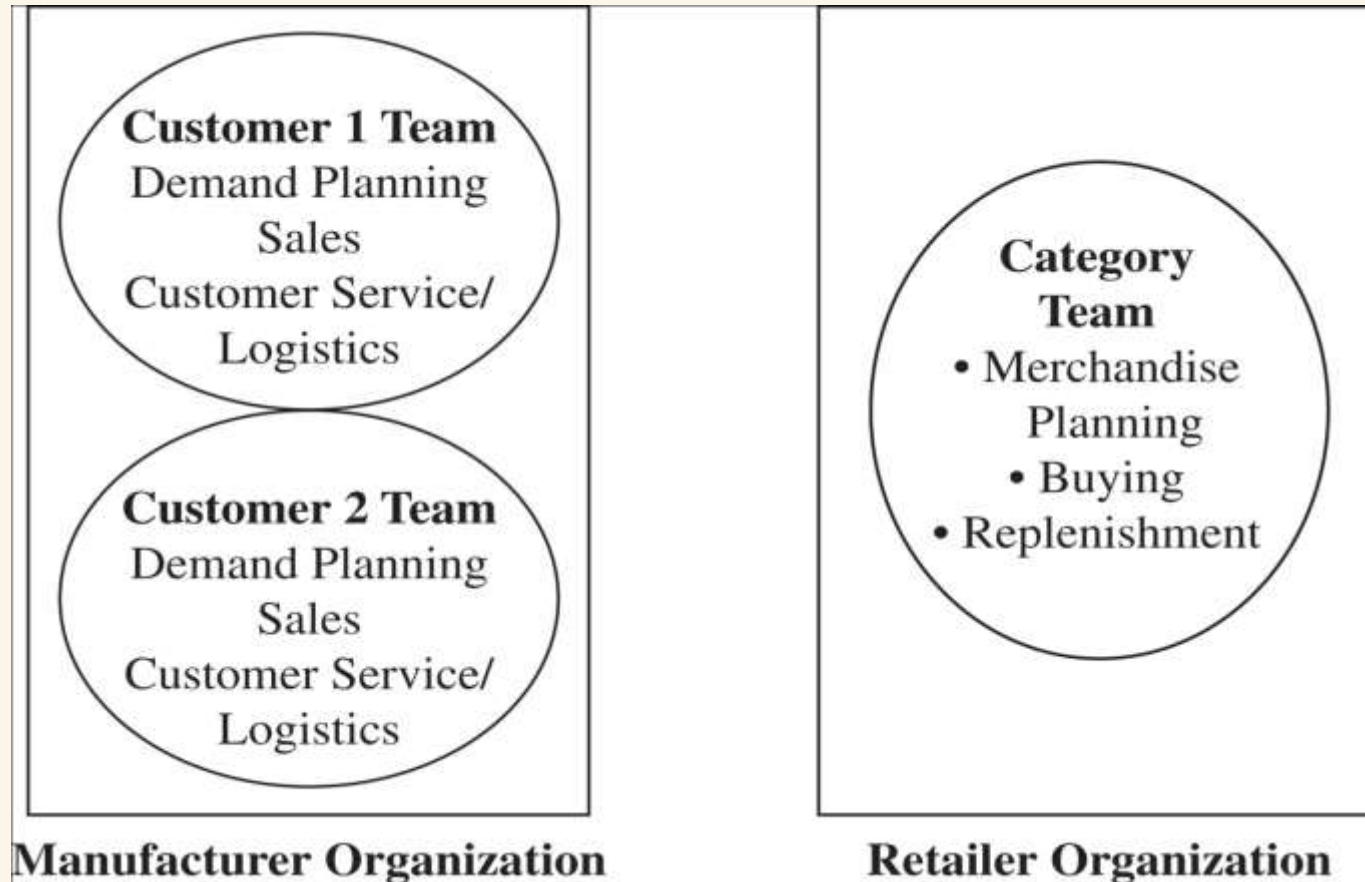 Customer 1 Team
Demand Planning
Sales
Customer Service/
Logistics
Customer 2 Team
Demand Planning
Sales
Customer Service/
Logistics
Manufacturer Organization
Category
Team
• Merchandise
Planning
• Buying
• Replenishment
Retailer Organization